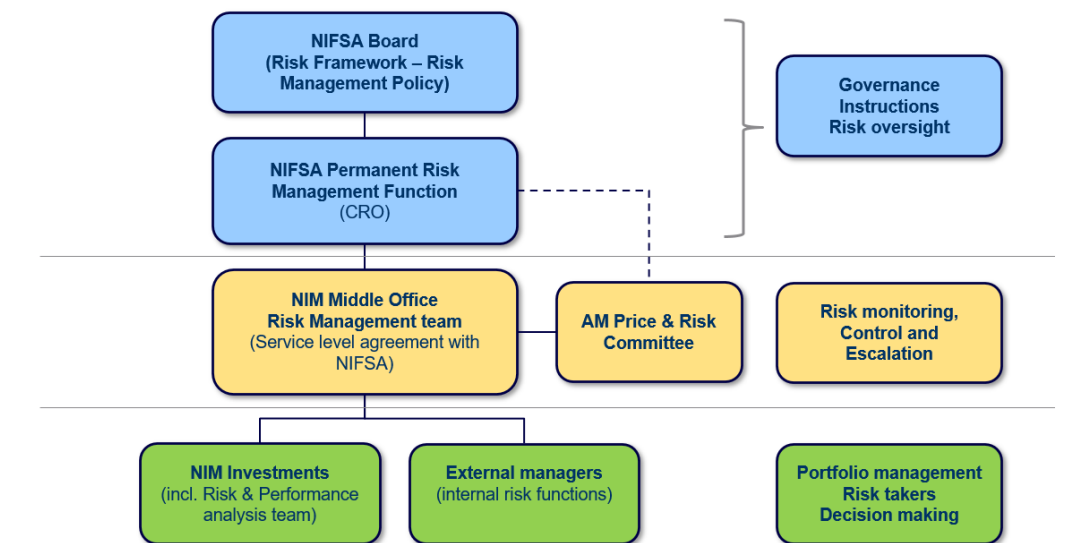 NIFSA Board
(Risk Framework – Risk
Management Policy)
Governance
Instructions
Risk oversight
NIFSA Permanent Risk
Management Function
(CRO)
NIM Middle Office
Risk Management team
(Service level agreement with
NIFSA)
AM Price & Risk
Committee
Risk monitoring,
Control and
Escalation
NIM Investments
(incl. Risk & Performance
analysis team)
External managers
(internal risk functions)
Portfolio management
Risk takers
Decision making